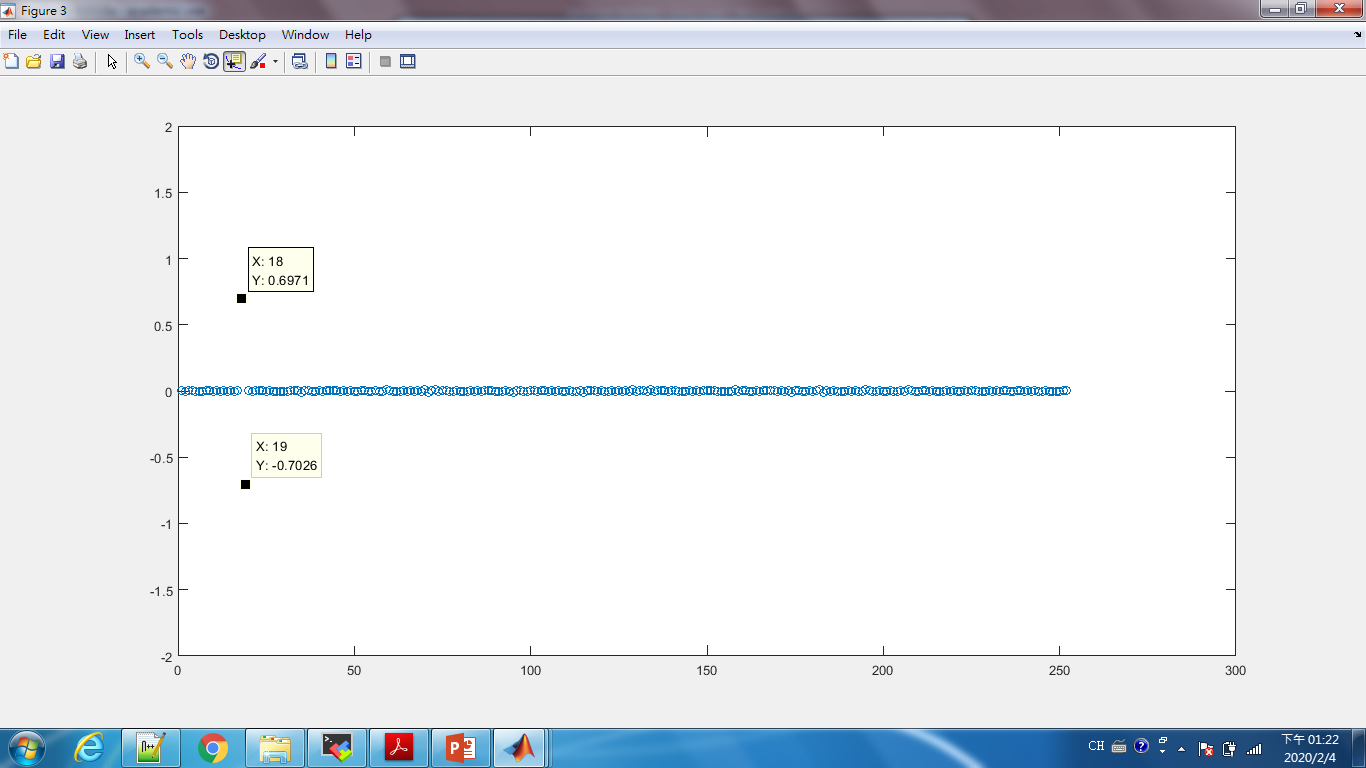 Figure 3
File Edit View Insert Tools Desktop Window Help
2
1.5
1
0.5
0
-0.5
-1
-1.5
-2
X: 18
Y: 0.6971
X: 19
Y: -0.7026
0 50 100 150 200 250 300
CH
下午 01:22
2020/2/4